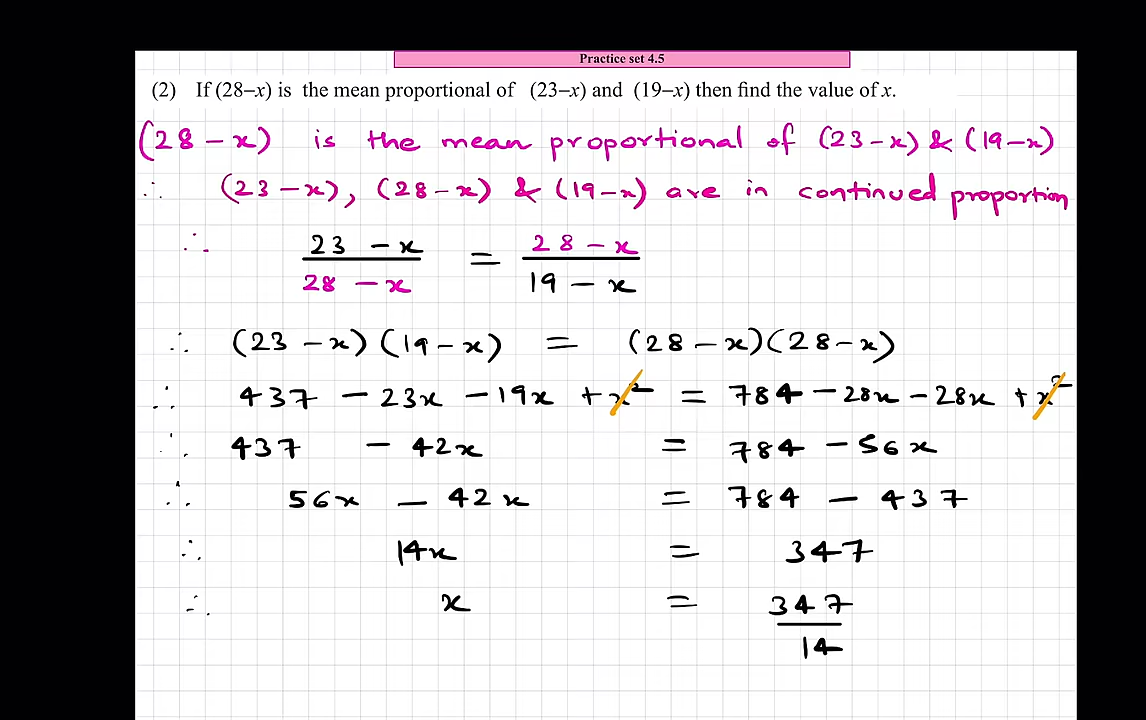 Practice set 4.5
(2) If (28–x) is the mean proportional of (23–x) and (19–x) then find the value of x.
(28 – x) is the mean proportional of (23 – x) & (19 – x)
∴ (23 – x), (28 – x) & (19 – x) are in continued proportion
∴ 23 – x / 28 – x = 28 – x / 19 – x
∴ (23 – x) (19 – x) = (28 – x)(28 – x)
∴ 437 – 23x – 19x + x² = 784 – 28x – 28x + x²
∴ 437 – 42x = 784 – 56x
∴ 56x – 42x = 784 – 437
∴ 14x = 347
∴ x = 347 / 14